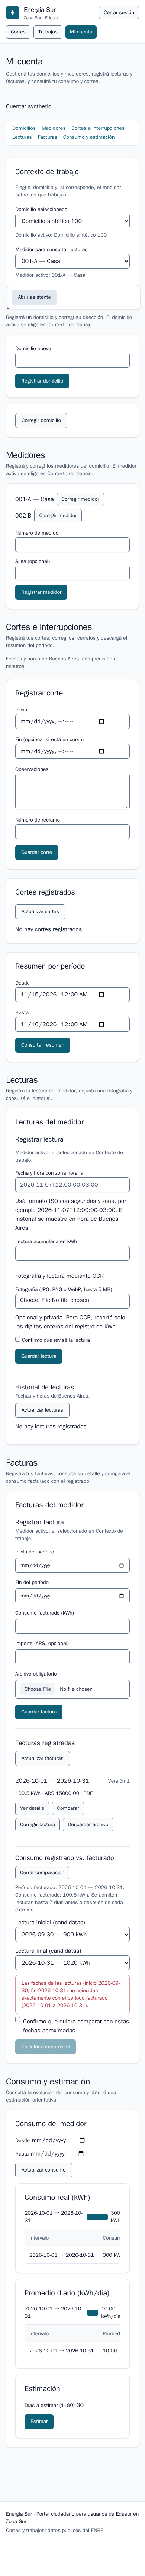 Energía Sur
Zona Sur · Edesur
Cerrar sesión
Cortes
Trabajos
Mi cuenta
Mi cuenta
Gestioná tus domicilios y medidores, registrá lecturas y
facturas, y consultá tu consumo y cortes.
Cuenta: synthetic
Domicilios
Medidores
Cortes e interrupciones
Lecturas
Facturas
Consumo y estimación
Contexto de trabajo
Elegí el domicilio y, si corresponde, el medidor
sobre los que trabajás.
Domicilio seleccionado
Domicilio sintético 100
Domicilio activo: Domicilio sintético 100
Medidor para consultar lecturas
001-A — Casa
Medidor activo: 001-A — Casa
Abrir asistente
Registrá un domicilio y corregí su dirección. El domicilio
activo se elige en Contexto de trabajo.
Domicilio nuevo
Registrar domicilio
Corregir domicilio
Medidores
Registrá y corregí los medidores del domicilio. El medidor
activo se elige en Contexto de trabajo.
001-A — Casa
Corregir medidor
002-B
Corregir medidor
Número de medidor
Alias (opcional)
Registrar medidor
Cortes e interrupciones
Registrá tus cortes, corregilos, cerralos y descargá el
resumen del período.
Fechas y horas de Buenos Aires, con precisión de
minutos.
Registrar corte
Inicio
mm/dd/yyyy, --:-- --
Fin (opcional si está en curso)
mm/dd/yyyy, --:-- --
Observaciones
Número de reclamo
Guardar corte
Cortes registrados
Actualizar cortes
No hay cortes registrados.
Resumen por período
Desde
11/15/2026, 12:00 AM
Hasta
11/16/2026, 12:00 AM
Consultar resumen
Lecturas
Registrá la lectura del medidor, adjuntá una fotografía y
consultá el historial.
Lecturas del medidor
Registrar lectura
Medidor activo: el seleccionado en Contexto de
trabajo.
Fecha y hora con zona horaria
2026-11-07T12:00:00-03:00
Usá formato ISO con segundos y zona, por
ejemplo 2026-11-07T12:00:00-03:00. El
historial se muestra en hora de Buenos
Aires.
Lectura acumulada en kWh
Fotografía y lectura mediante OCR
Fotografía (JPG, PNG o WebP, hasta 5 MB)
Choose File No file chosen
Opcional y privada. Para OCR, recortá solo
los dígitos enteros del registro de kWh.
Confirmo que revisé la lectura
Guardar lectura
Historial de lecturas
Fechas y horas de Buenos Aires.
Actualizar lecturas
No hay lecturas registradas.
Facturas
Registrá tus facturas, consultá su detalle y compará el
consumo facturado con el registrado.
Facturas del medidor
Registrar factura
Medidor activo: el seleccionado en Contexto de
trabajo.
Inicio del período
mm/dd/yyyy
Fin del período
mm/dd/yyyy
Consumo facturado (kWh)
Importe (ARS, opcional)
Archivo obligatorio
Choose File No file chosen
Guardar factura
Facturas registradas
Actualizar facturas
2026-10-01 — 2026-10-31
Versión 1
100.5 kWh · ARS 15000.00 · PDF
Ver detalle
Comparar
Corregir factura
Descargar archivo
Consumo registrado vs. facturado
Cerrar comparación
Período facturado: 2026-10-01 — 2026-10-31.
Consumo facturado: 100.5 kWh. Se admiten
lecturas hasta 7 días antes o después de cada
extremo.
Lectura inicial (candidatas)
2026-09-30 — 900 kWh
Lectura final (candidatas)
2026-10-31 — 1020 kWh
Las fechas de las lecturas (inicio 2026-09-
30, fin 2026-10-31) no coinciden
exactamente con el período facturado
(2026-10-01 a 2026-10-31).
Confirmo que quiero comparar con estas
fechas aproximadas.
Calcular comparación
Consumo y estimación
Consultá la evolución del consumo y obtené una
estimación orientativa.
Consumo del medidor
Desde mm/dd/yyyy
Hasta mm/dd/yyyy
Actualizar consumo
Consumo real (kWh)
2026-10-01 → 2026-10-
31
300
kWh
Intervalo
Consum
2026-10-01 → 2026-10-31
300 kW
Promedio diario (kWh/día)
2026-10-01 → 2026-10-
31
10.00
kWh/día
Intervalo
Promed
2026-10-01 → 2026-10-31
10.00 k
Estimación
Días a estimar (1–90) 30
Estimar
Energía Sur · Portal ciudadano para usuarios de Edesur en
Zona Sur
Cortes y trabajos: datos públicos del ENRE.